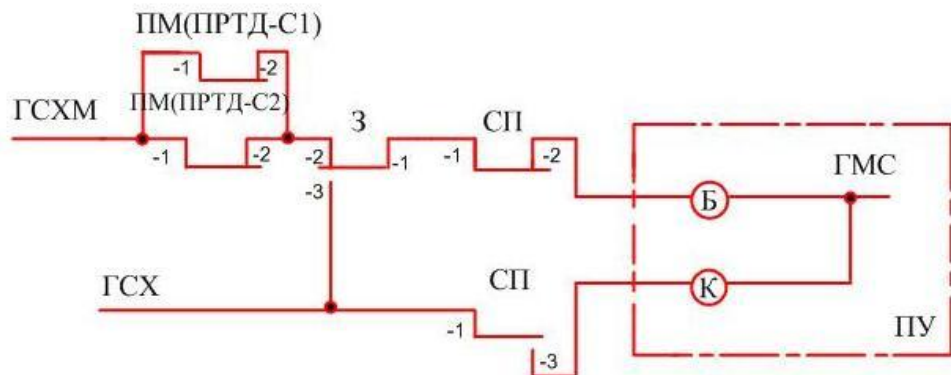 ПМ(ПРТД-С1)
-1 -2
ПМ(ПРТД-С2)
ГСХМ
-1 -2
З
-2 -1
-3
СП
-1 -2
ГМС
Б
ГСХ
СП
-1
-3
К
ПУ